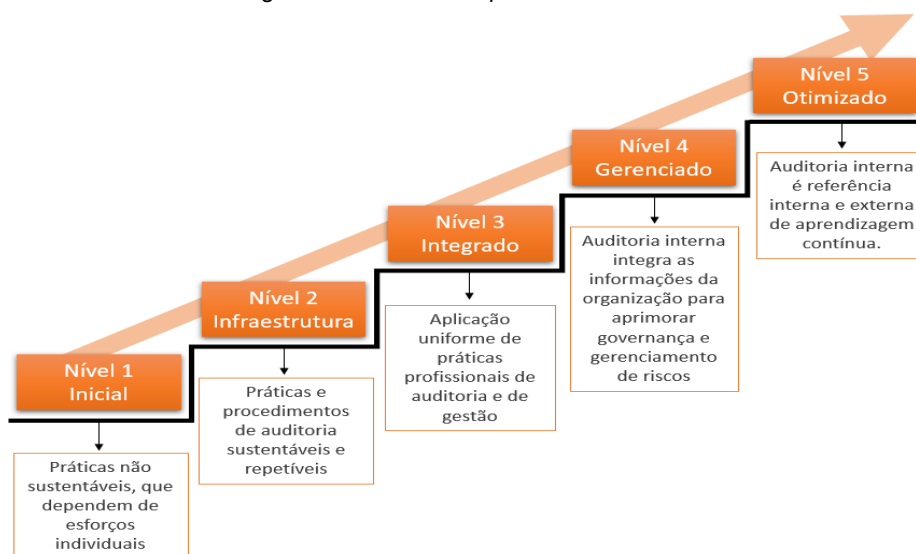 Nível 5
Otimizado
Auditoria interna
é referência
interna e externa
de aprendizagem
contínua.
Nível 4
Gerenciado
Auditoria interna
integra as
informações da
organização para
aprimorar
governança e
gerenciamento
de riscos
Nível 3
Integrado
Aplicação
uniforme de
práticas
profissionais de
auditoria e de
gestão
Nível 2
Infraestrutura
Práticas e
procedimentos
de auditoria
sustentáveis e
repetíveis
Nível 1
Inicial
Práticas não
sustentáveis, que
dependem de
esforços
individuais